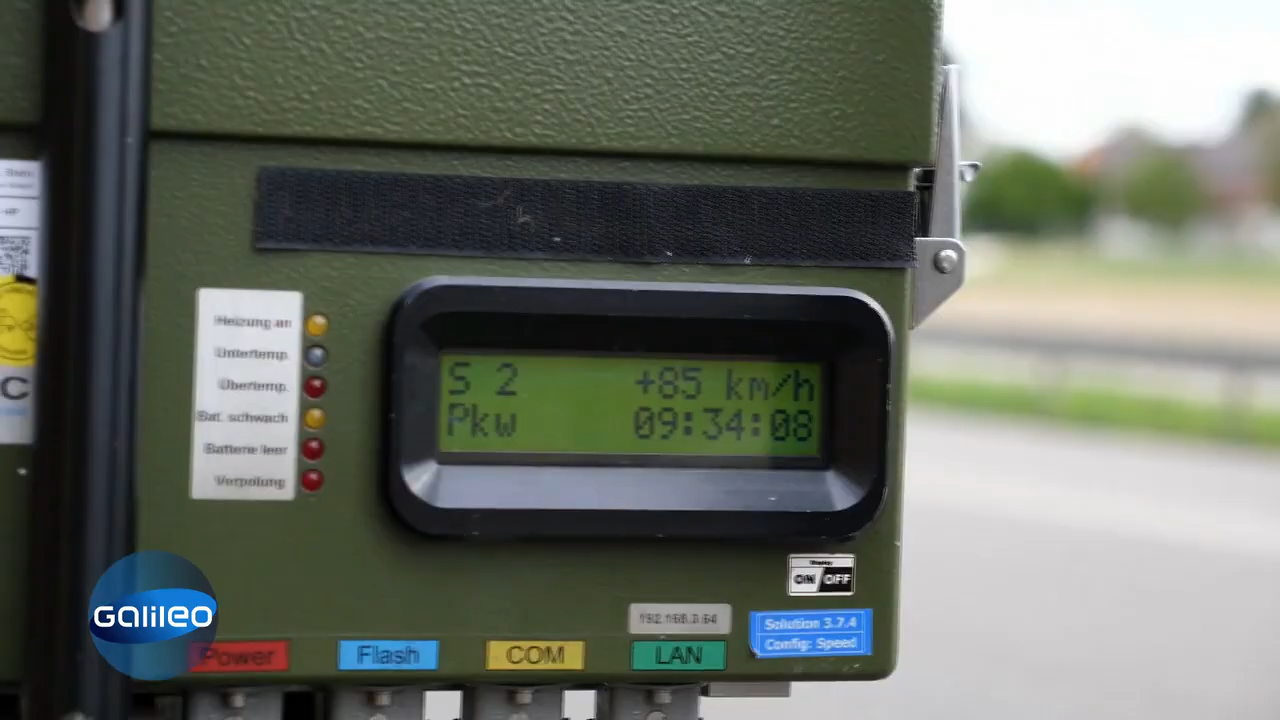 Heizung an
Untertemp.
Übertemp.
Bat. schwach
Batterie leer
Verpolung
S 2 +85 km/h
Pkw 09:34:08
C
ON OFF
192.168.3.64
Solution 3.7.4
Config: Speed
Galileo
Power
Flash
COM
LAN